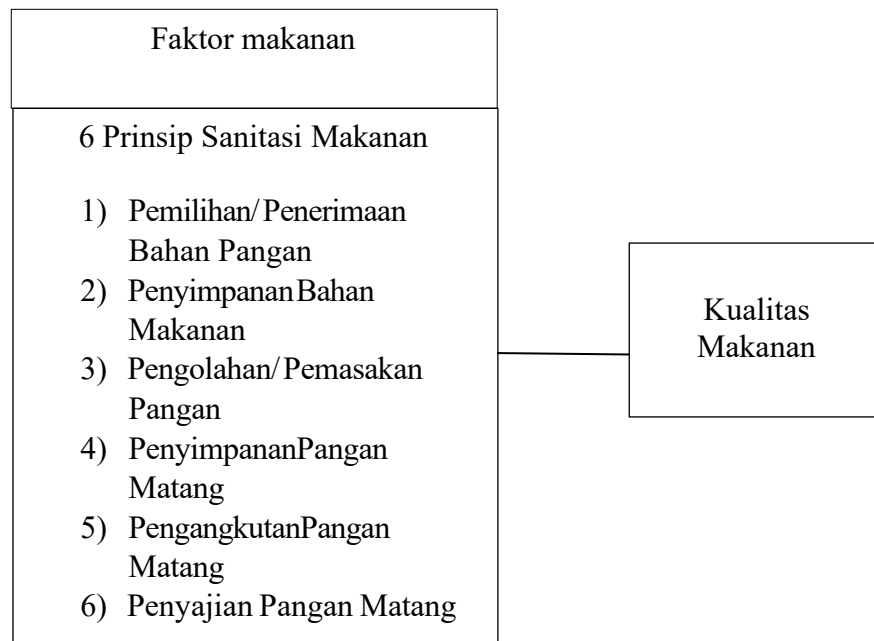 Faktor makanan
6 Prinsip Sanitasi Makanan
1) Pemilihan/ Penerimaan
Bahan Pangan
2) PenyimpananBahan
Makanan
3) Pengolahan/ Pemasakan
Pangan
4) PenyimpananPangan
Matang
5) PengangkutanPangan
Matang
6) Penyajian Pangan Matang
Kualitas
Makanan